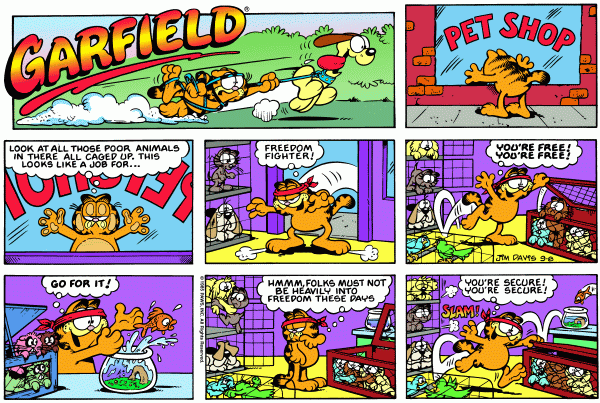 GARFIELD®
PET SHOP
LOOK AT ALL THOSE POOR ANIMALS
IN THERE ALL CAGED UP. THIS
LOOKS LIKE A JOB FOR...
FREEDOM
FIGHTER!
YOU'RE FREE!
YOU'RE FREE!
JIM DAVIS 9-8
GO FOR IT!
HMMM, FOLKS MUST NOT
BE HEAVILY INTO
FREEDOM THESE DAYS
YOU'RE SECURE!
YOU'RE SECURE!
SLAM!